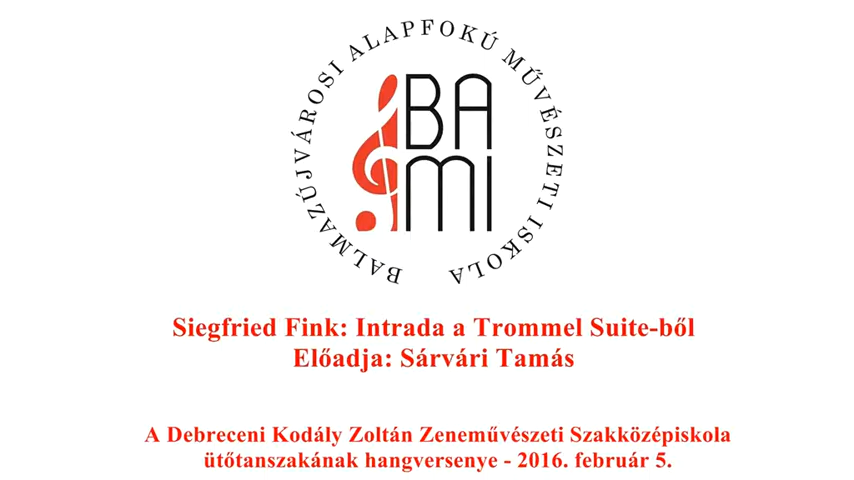 BALMAZÚJVÁROSI ALAPFOKÚ MŰVÉSZETI ISKOLA
BA
MI
Siegfried Fink: Intrada a Trommel Suite-ből
Előadja: Sárvári Tamás
A Debreceni Kodály Zoltán Zeneművészeti Szakközépiskola
ütőtanszakának hangversenye - 2016. február 5.